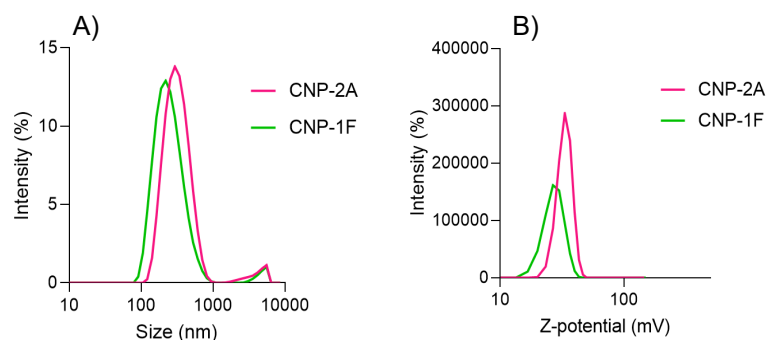 A)
15
10
5
0
10
100
1000
10000
Intensity (%)
Size (nm)
CNP-2A
CNP-1F
B)
400000
300000
200000
100000
0
10
100
Intensity (%)
Z-potential (mV)
CNP-2A
CNP-1F